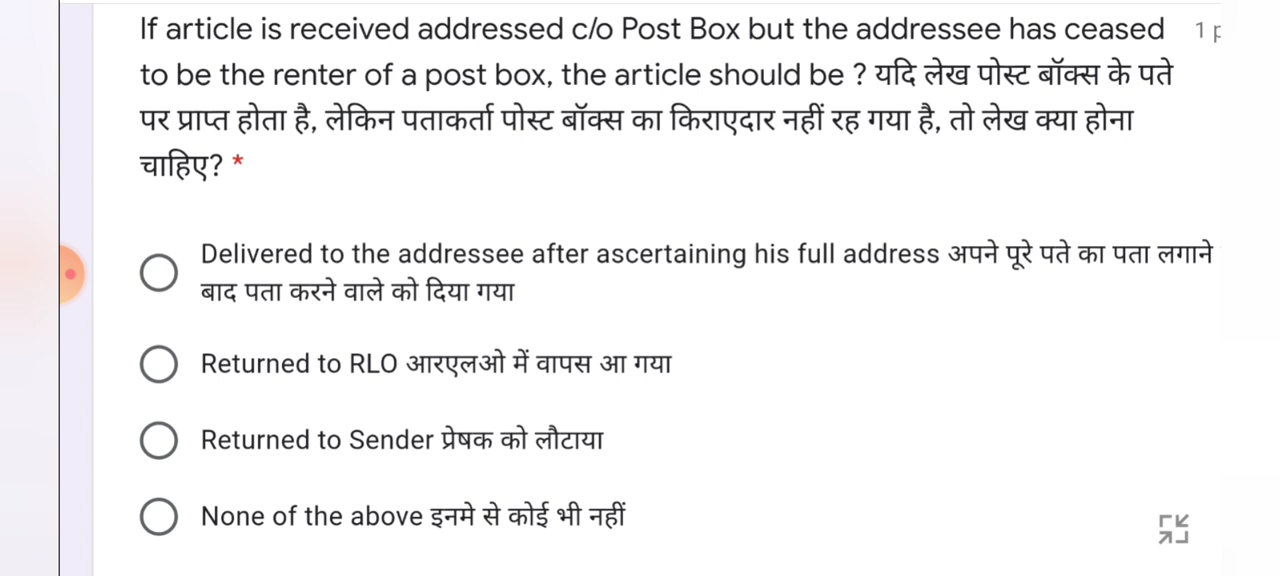 If article is received addressed c/o Post Box but the addressee has ceased 1 p
to be the renter of a post box, the article should be ? यदि लेख पोस्ट बॉक्स के पते
पर प्राप्त होता है, लेकिन पताकर्ता पोस्ट बॉक्स का किराएदार नहीं रह गया है, तो लेख क्या होना
चाहिए? *
Delivered to the addressee after ascertaining his full address अपने पूरे पते का पता लगाने
बाद पता करने वाले को दिया गया
Returned to RLO आरएलओ में वापस आ गया
Returned to Sender प्रेषक को लौटाया
None of the above इनमे से कोई भी नहीं